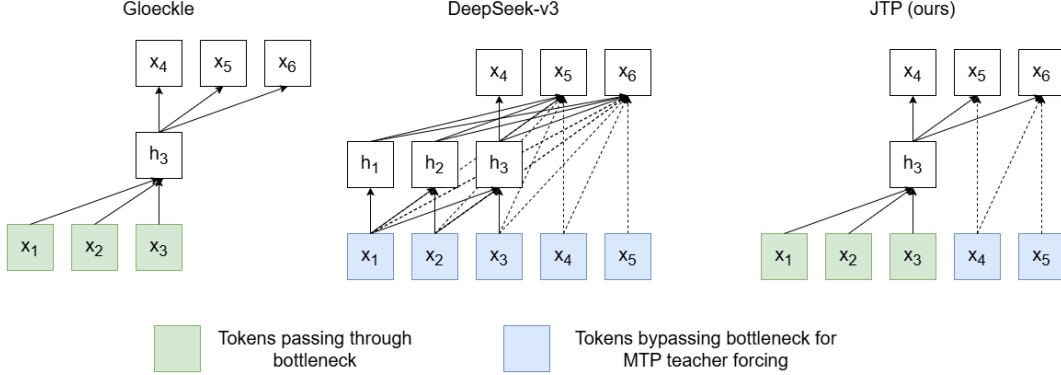 Gloeckle
DeepSeek-v3
JTP (ours)
x4 x5 x6
x4 x5 x6
x4 x5 x6
h3
h1 h2 h3
h3
x1 x2 x3
x1 x2 x3 x4 x5
x1 x2 x3 x4 x5
Tokens passing through
bottleneck
Tokens bypassing bottleneck for
MTP teacher forcing